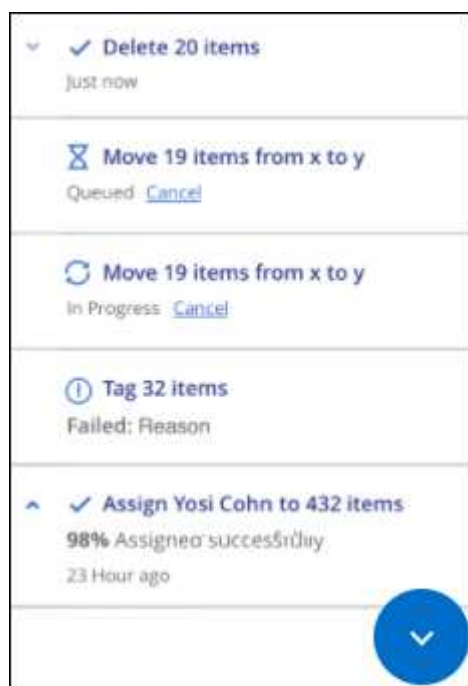 Delete 20 items
Just now
Move 19 items from x to y
Queued Cancel
Move 19 items from x to y
In Progress Cancel
Tag 32 items
Failed: Reason
Assign Yosi Cohn to 432 items
98% Assigned
23 Hour ago